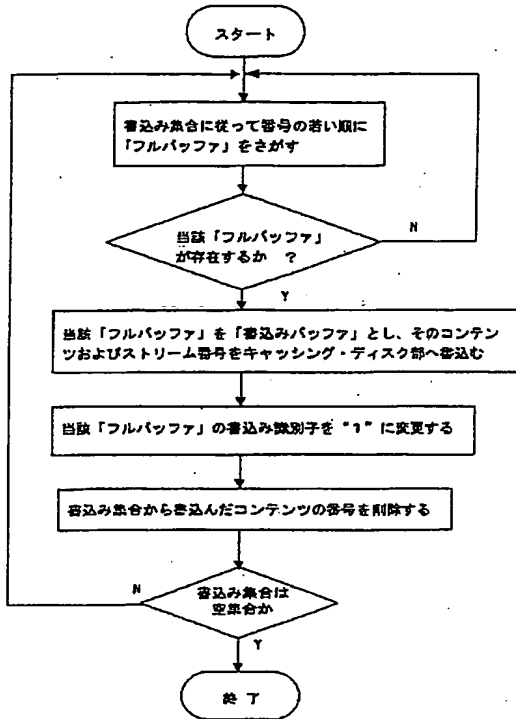 スタート
書込み集合に従って番号の若い順に
「フルバッファ」をさがす
当該「フルバッファ」
が存在するか ?
N
Y
当該「フルバッファ」を「書込みバッファ」とし、そのコンテン
ツおよびストリーム番号をキャッシング・ディスク部へ書込む
当該「フルバッファ」の書込み識別子を "1" に変更する
書込み集合から書込んだコンテンツの番号を削除する
N
書込み集合は
空集合か
Y
終 了